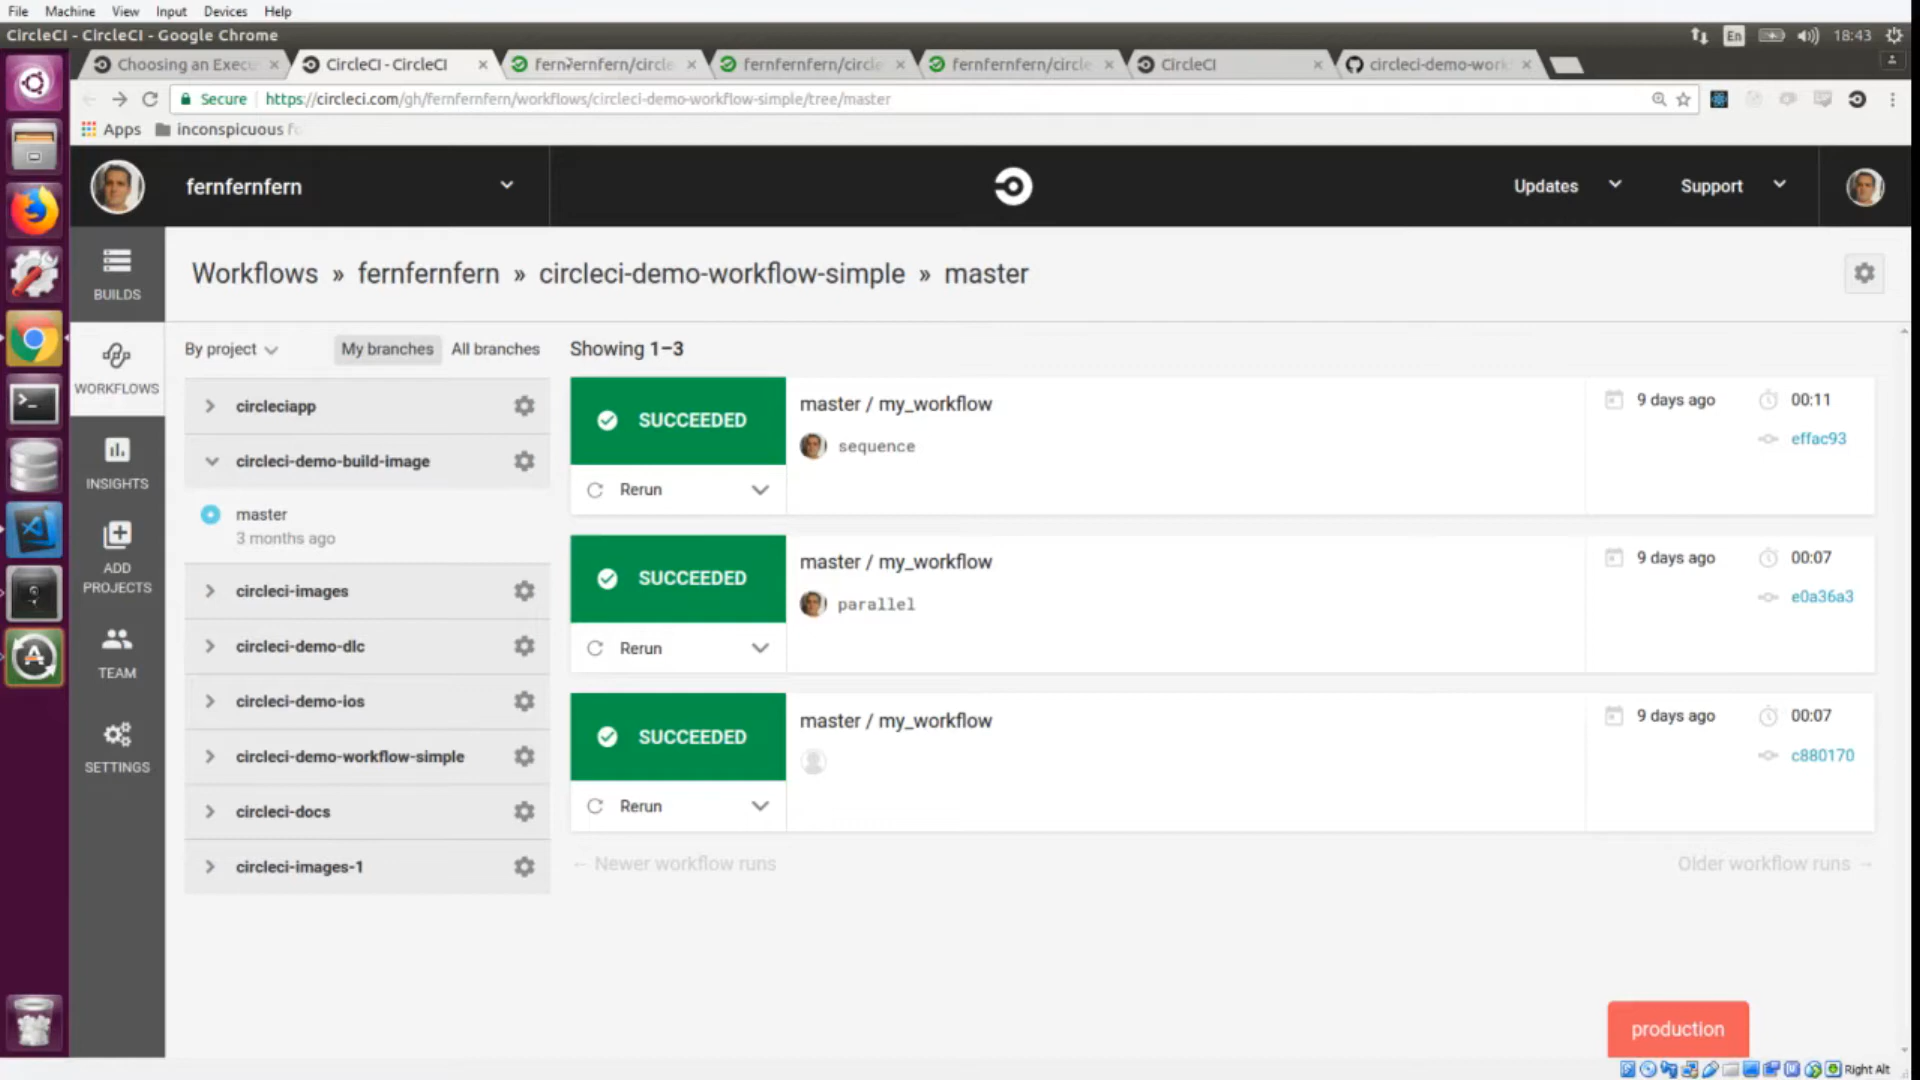 File Machine View Input Devices Help
CircleCI - CircleCI - Google Chrome
En 18:43
Choosing an Execu
CircleCI - CircleCI
fernfernfern/circle
fernfernfern/circle
fernfernfern/circle
CircleCI
circleci-demo-work
Secure https://circleci.com/gh/fernfernfern/workflows/circleci-demo-workflow-simple/tree/master
Apps inconspicuous fo
fernfernfern
Updates
Support
BUILDS
WORKFLOWS
INSIGHTS
ADD
PROJECTS
TEAM
SETTINGS
Workflows » fernfernfern » circleci-demo-workflow-simple » master
By project My branches All branches
circleciapp
circleci-demo-build-image
master
3 months ago
circleci-images
circleci-demo-dlc
circleci-demo-ios
circleci-demo-workflow-simple
circleci-docs
circleci-images-1
Showing 1–3
SUCCEEDED
Rerun
master / my_workflow
sequence
9 days ago 00:11
effac93
SUCCEEDED
Rerun
master / my_workflow
parallel
9 days ago 00:07
e0a36a3
SUCCEEDED
Rerun
master / my_workflow
9 days ago 00:07
c880170
← Newer workflow runs
Older workflow runs →
production
Right Alt